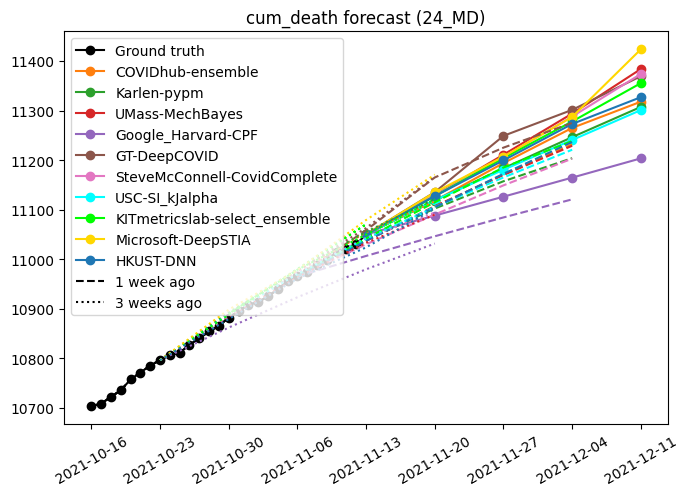 cum_death forecast (24_MD)
Ground truth
COVIDhub-ensemble
Karlen-pypm
UMass-MechBayes
Google_Harvard-CPF
GT-DeepCOVID
SteveMcConnell-CovidComplete
USC-SI_kJalpha
KITmetricslab-select_ensemble
Microsoft-DeepSTIA
HKUST-DNN
1 week ago
3 weeks ago
11400
11300
11200
11100
11000
10900
10800
10700
2021-10-16
2021-10-23
2021-10-30
2021-11-06
2021-11-13
2021-11-20
2021-11-27
2021-12-04
2021-12-11